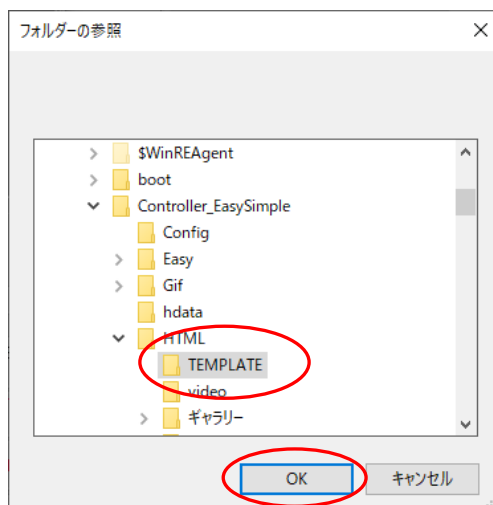 フォルダーの参照
$WinREAgent
boot
Controller_EasySimple
Config
Easy
Gif
hdata
HTML
TEMPLATE
video
ギャラリー
OK
キャンセル